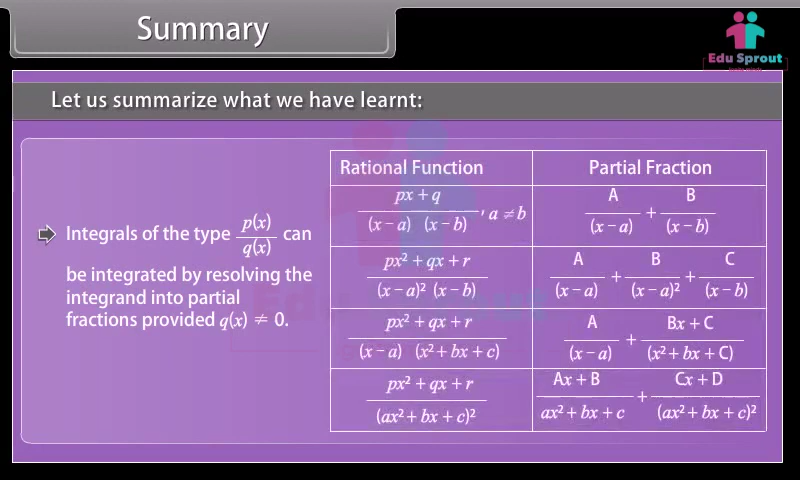 Summary
Edu Sprout
Let us summarize what we have learnt:
Integrals of the type p(x)/q(x) can
be integrated by resolving the
integrand into partial
fractions provided q(x) ≠ 0.
Rational Function | Partial Fraction
px + q / (x – a) (x – b) , a ≠ b | A / (x – a) + B / (x – b)
px² + qx + r / (x – a)² (x – b) | A / (x – a) + B / (x – a)² + C / (x – b)
px² + qx + r / (x – a) (x² + bx + c) | A / (x – a) + Bx + C / (x² + bx + C)
px² + qx + r / (ax² + bx + c)² | Ax + B / ax² + bx + c + Cx + D / (ax² + bx + c)²